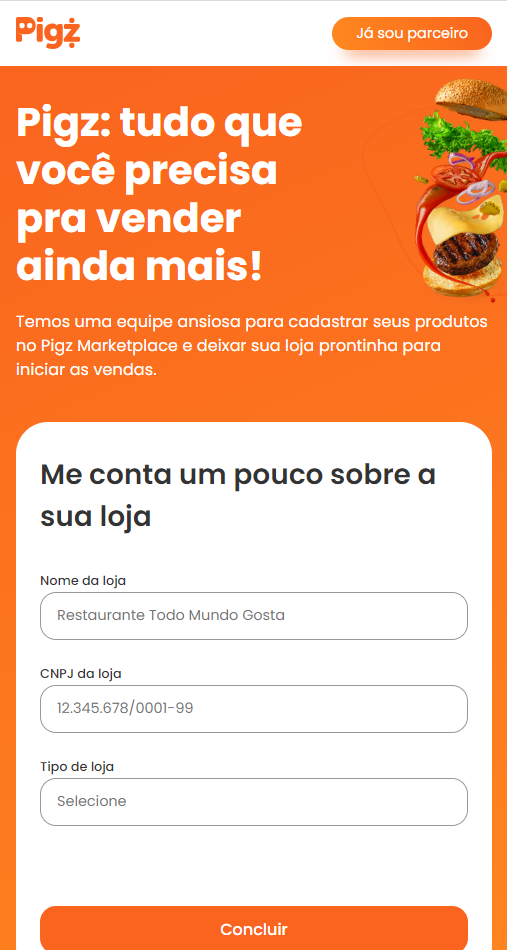 Pigz
Já sou parceiro
Pigz: tudo que
você precisa
pra vender
ainda mais!
Temos uma equipe ansiosa para cadastrar seus produtos
no Pigz Marketplace e deixar sua loja prontinha para
iniciar as vendas.
Me conta um pouco sobre a
sua loja
Nome da loja
Restaurante Todo Mundo Gosta
CNPJ da loja
12.345.678/0001-99
Tipo de loja
Selecione
Concluir